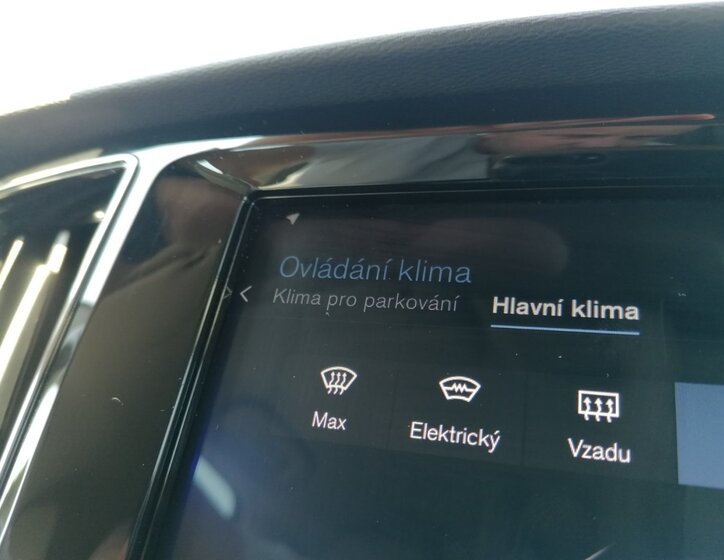 Ovládání klima
Klima pro parkování Hlavní klima
Max Elektrický Vzadu